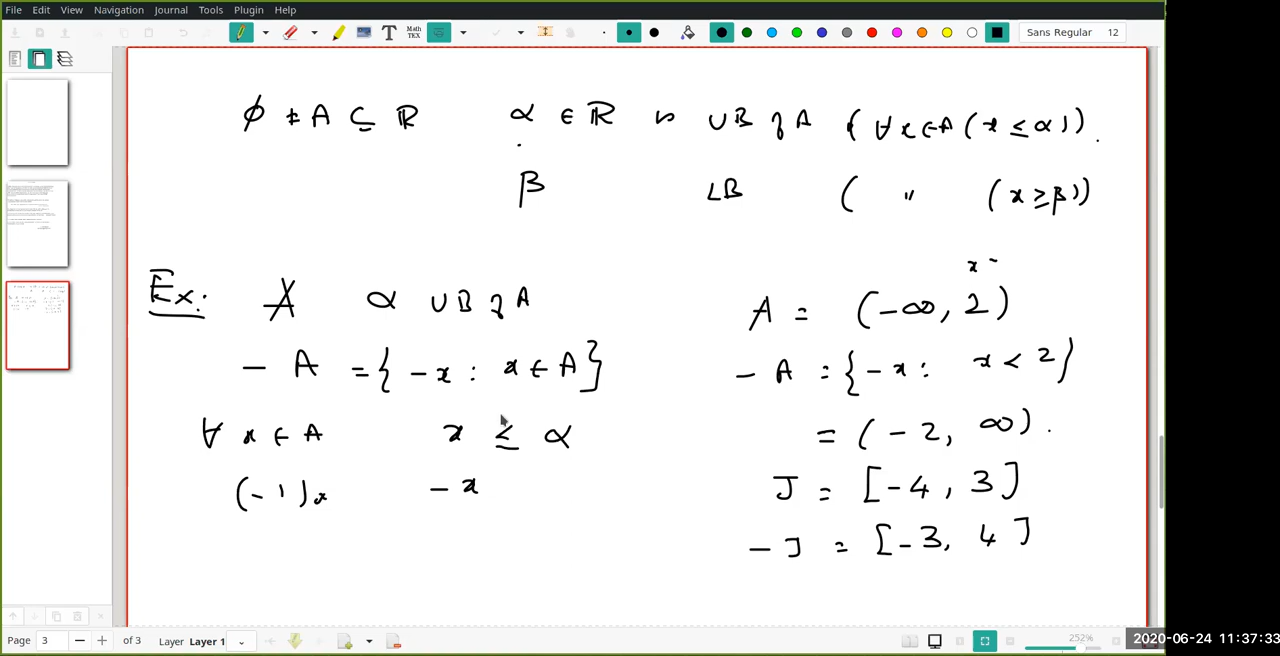 File Edit View Navigation Journal Tools Plugin Help
Sans Regular 12
∅ ≠ A ⊆ ℝ α ∈ ℝ is UB of A ( ∀ x ∈ A ( x ≤ α ) ) .
β LB ( " ( x ≥ β ) )
Ex: A α UB of A
A = (-∞, 2)
- A = { - x : x ∈ A }
- A = { - x : x < 2 }
∀ x ∈ A x ≤ α
= (-2, ∞) .
(-1) x - x
J = [-4, 3]
- J = [-3, 4]
Page 3 of 3 Layer Layer 1
252%
2020-06-24 11:37:33